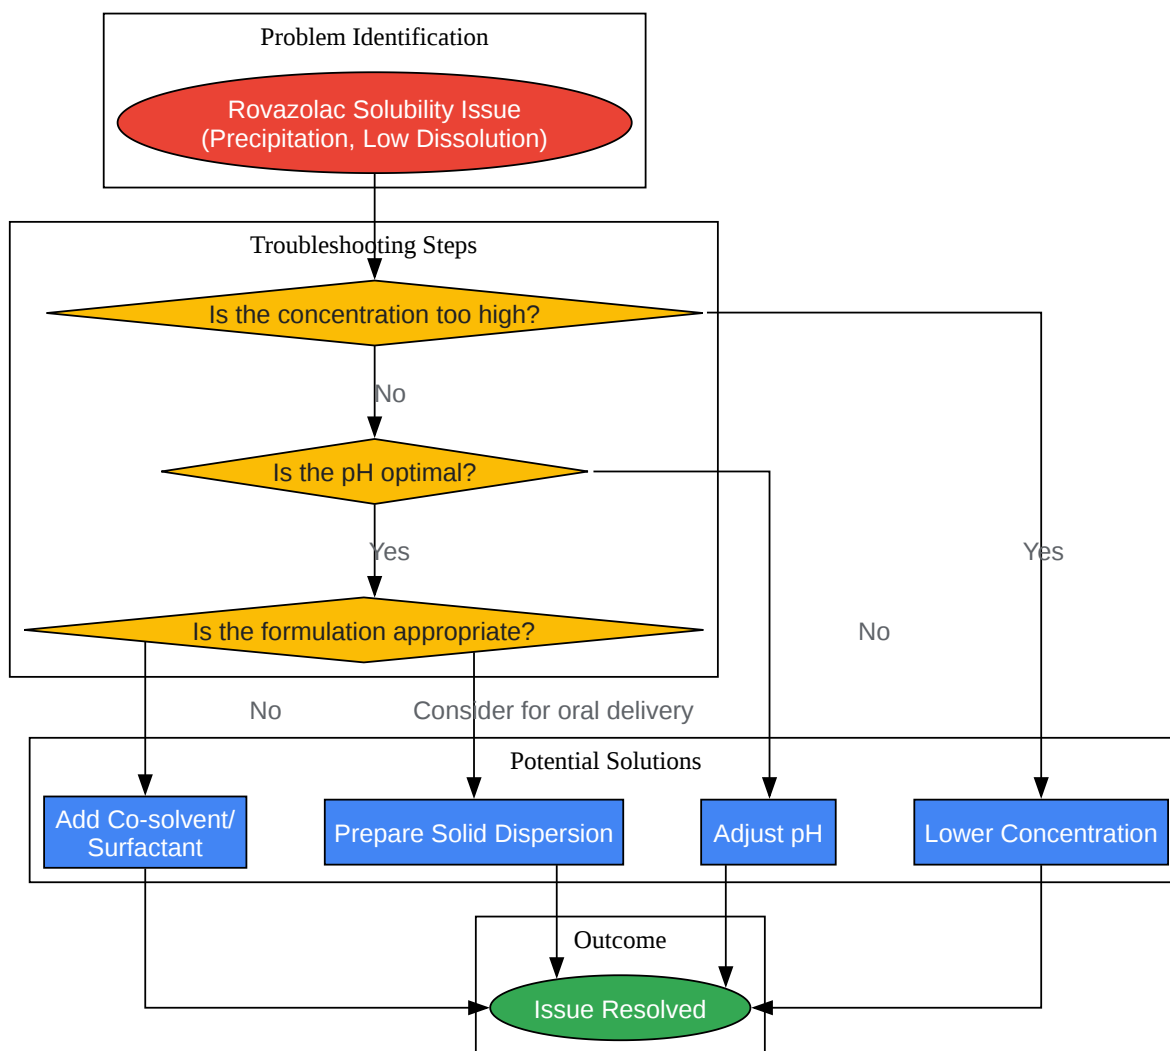 Problem Identification
Rovazolac Solubility Issue
(Precipitation, Low Dissolution)
Troubleshooting Steps
Is the concentration too high?
No
Is the pH optimal?
Yes
Yes
Is the formulation appropriate?
No
No
Consider for oral delivery
Potential Solutions
Add Co-solvent/
Surfactant
Prepare Solid Dispersion
Adjust pH
Lower Concentration
Outcome
Issue Resolved